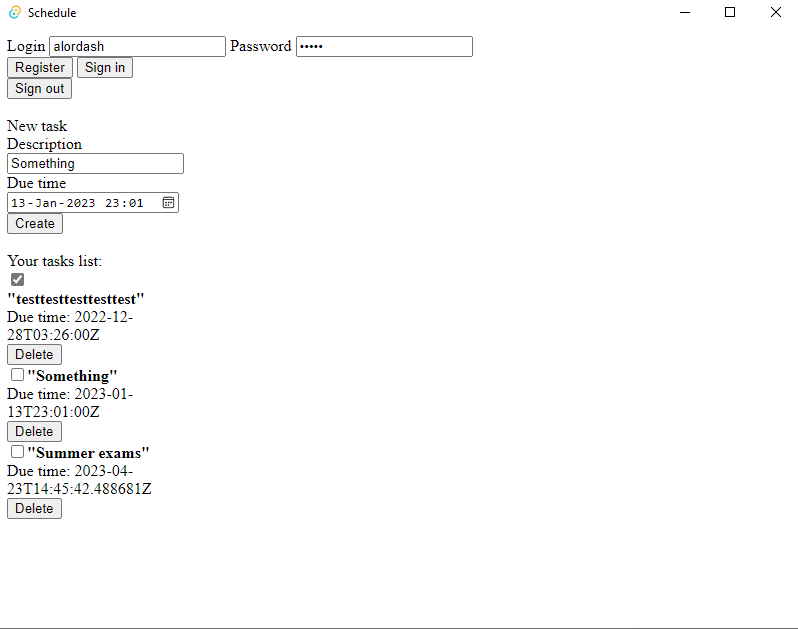 Schedule
Login alordash Password •••••
Register Sign in
Sign out
New task
Description
Something
Due time
13-Jan-2023 23:01
Create
Your tasks list:
"testtesttesttesttest"
Due time: 2022-12-
28T03:26:00Z
Delete
"Something"
Due time: 2023-01-
13T23:01:00Z
Delete
"Summer exams"
Due time: 2023-04-
23T14:45:42.488681Z
Delete